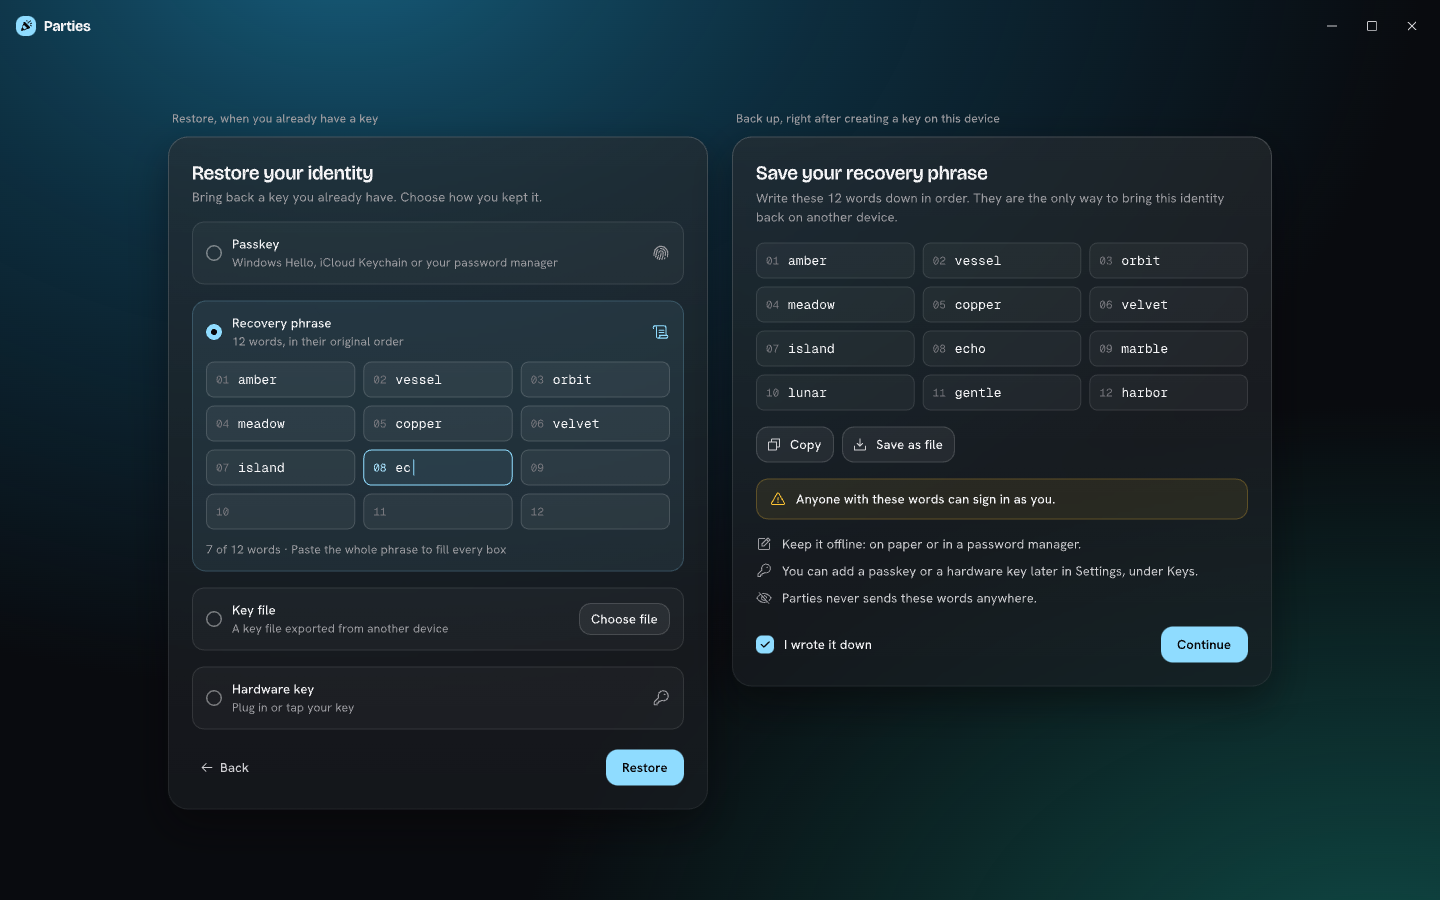 Parties
Restore, when you already have a key
Restore your identity
Bring back a key you already have. Choose how you kept it.
Passkey
Windows Hello, iCloud Keychain or your password manager
Recovery phrase
12 words, in their original order
01 amber
02 vessel
03 orbit
04 meadow
05 copper
06 velvet
07 island
08 ec
09
10
11
12
7 of 12 words · Paste the whole phrase to fill every box
Key file
A key file exported from another device
Choose file
Hardware key
Plug in or tap your key
Back
Restore
Back up, right after creating a key on this device
Save your recovery phrase
Write these 12 words down in order. They are the only way to bring this identity
back on another device.
01 amber
02 vessel
03 orbit
04 meadow
05 copper
06 velvet
07 island
08 echo
09 marble
10 lunar
11 gentle
12 harbor
Copy
Save as file
Anyone with these words can sign in as you.
Keep it offline: on paper or in a password manager.
You can add a passkey or a hardware key later in Settings, under Keys.
Parties never sends these words anywhere.
I wrote it down
Continue